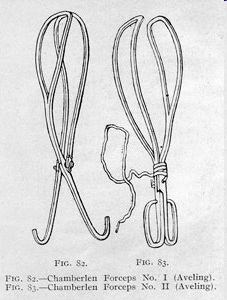 FIG. 82. FIG. 83.
FIG. 82.—Chamberlen Forceps No. I (Aveling).
FIG. 83.—Chamberlen Forceps No. II (Aveling).